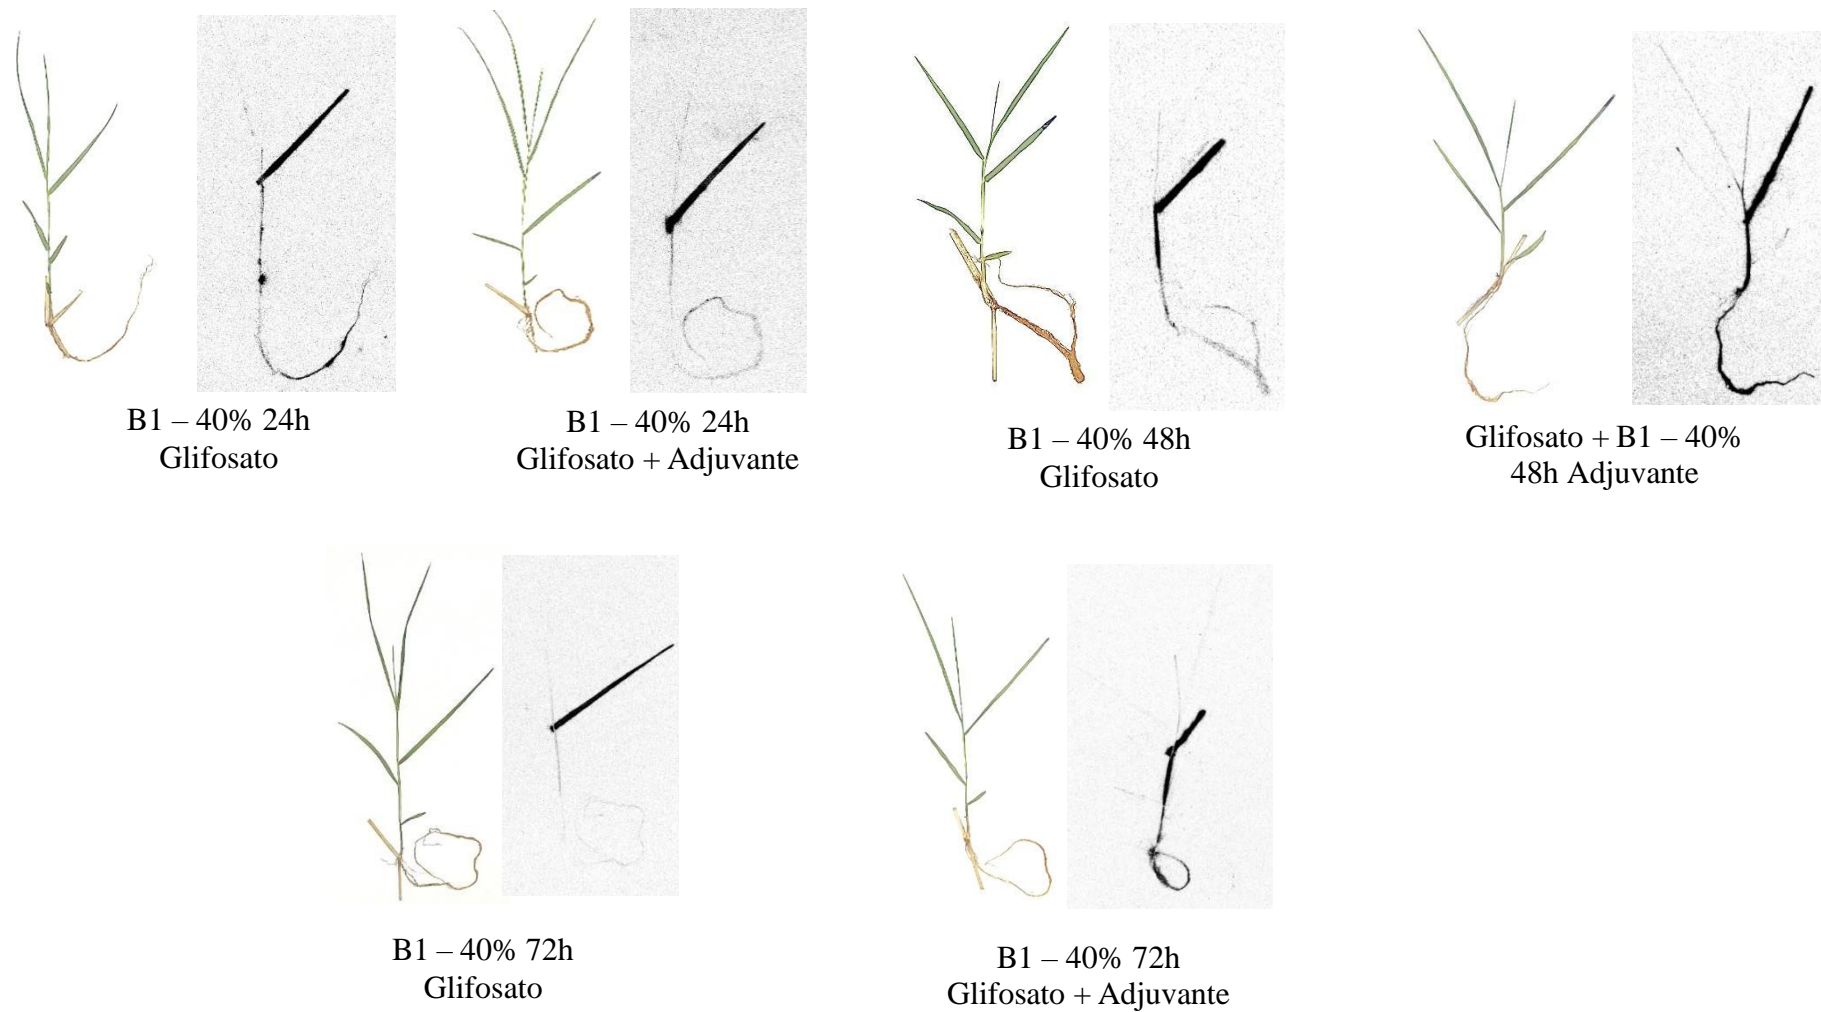 B1 – 40% 24h
Glifosato
B1 – 40% 24h
Glifosato + Adjuvante
B1 – 40% 48h
Glifosato
Glifosato + B1 – 40%
48h Adjuvante
B1 – 40% 72h
Glifosato
B1 – 40% 72h
Glifosato + Adjuvante